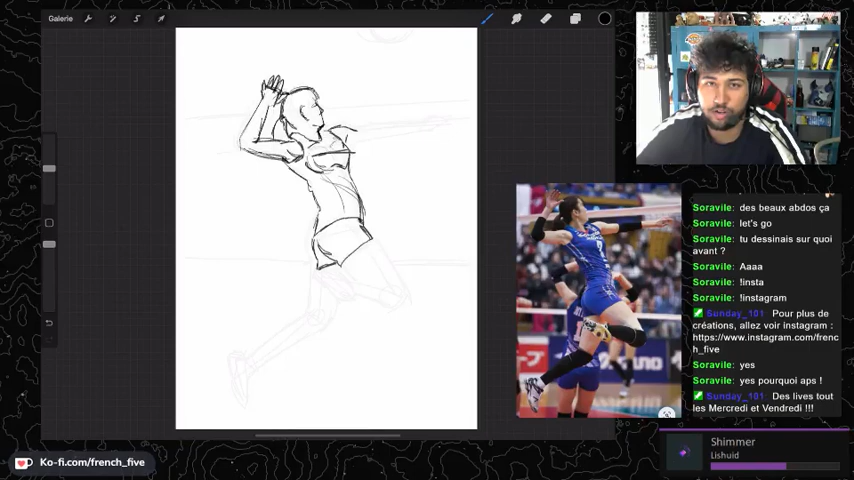 Galerie
Soravile: des beaux abdos ça
Soravile: let's go
Soravile: tu dessinais sur quoi
avant ?
Soravile: Aaaa
Soravile: !insta
Soravile: !instagram
Sunday_101: Pour plus de
créations, allez voir instagram :
https://www.instagram.com/frenc
h_five
Soravile: yes
Soravile: yes pourquoi aps !
Sunday_101: Des lives tout
les Mercredi et Vendredi !!!
Shimmer
Lishuid
Ko-fi.com/french_five